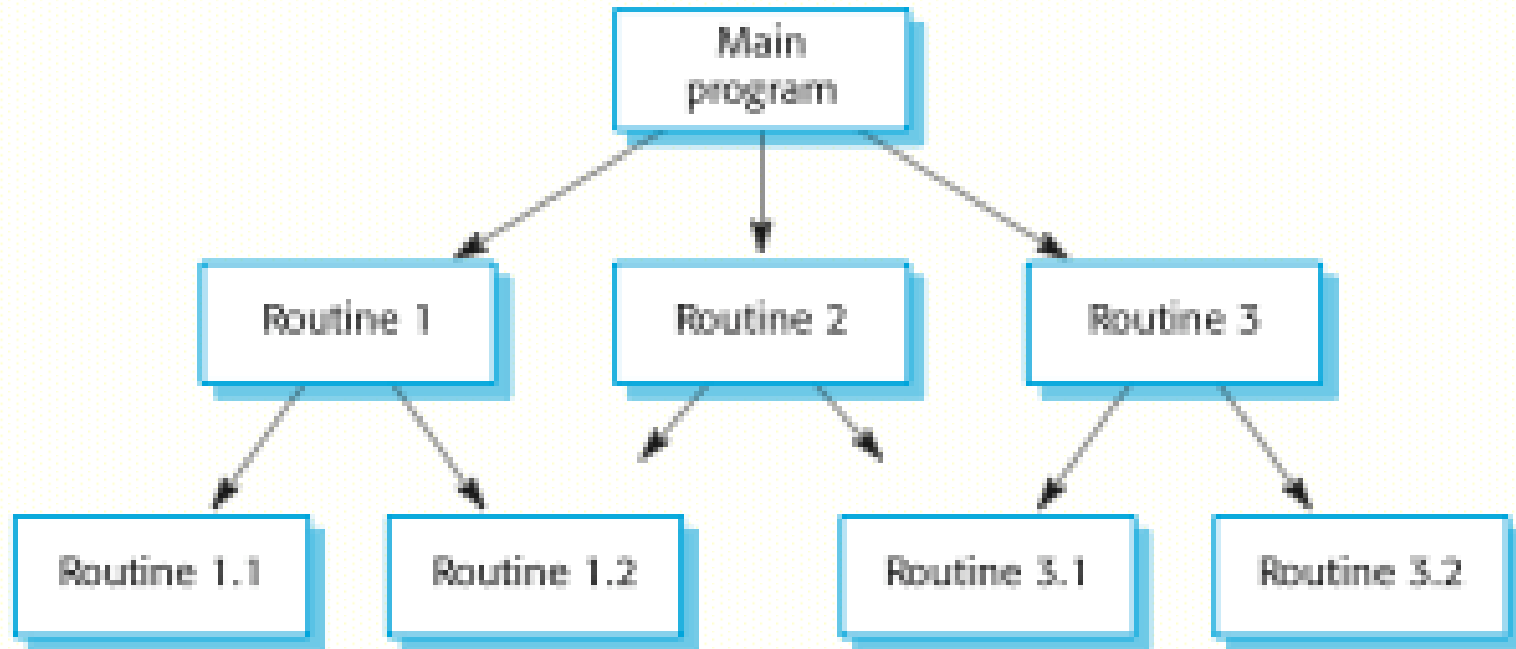 Main
program
Routine 1
Routine 2
Routine 3
Routine 1.1
Routine 1.2
Routine 3.1
Routine 3.2